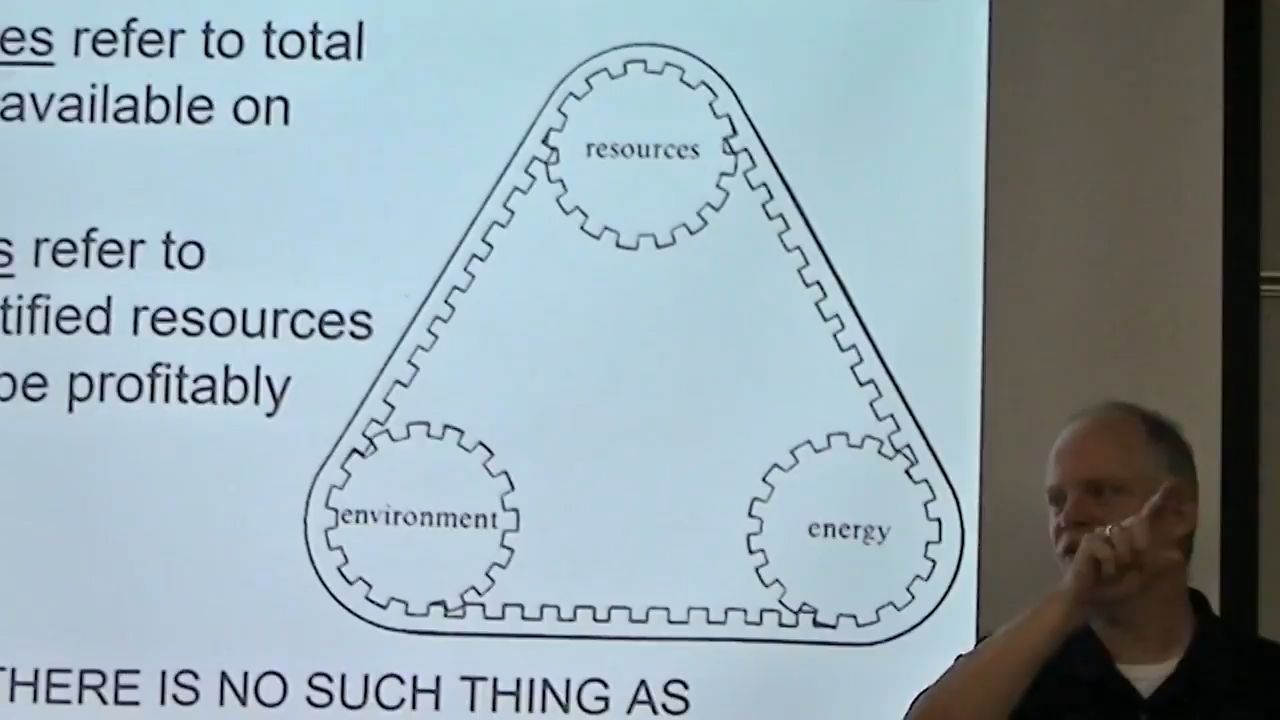 es refer to total
available on
s refer to
tified resources
be profitably
resources
environment
energy
THERE IS NO SUCH THING AS